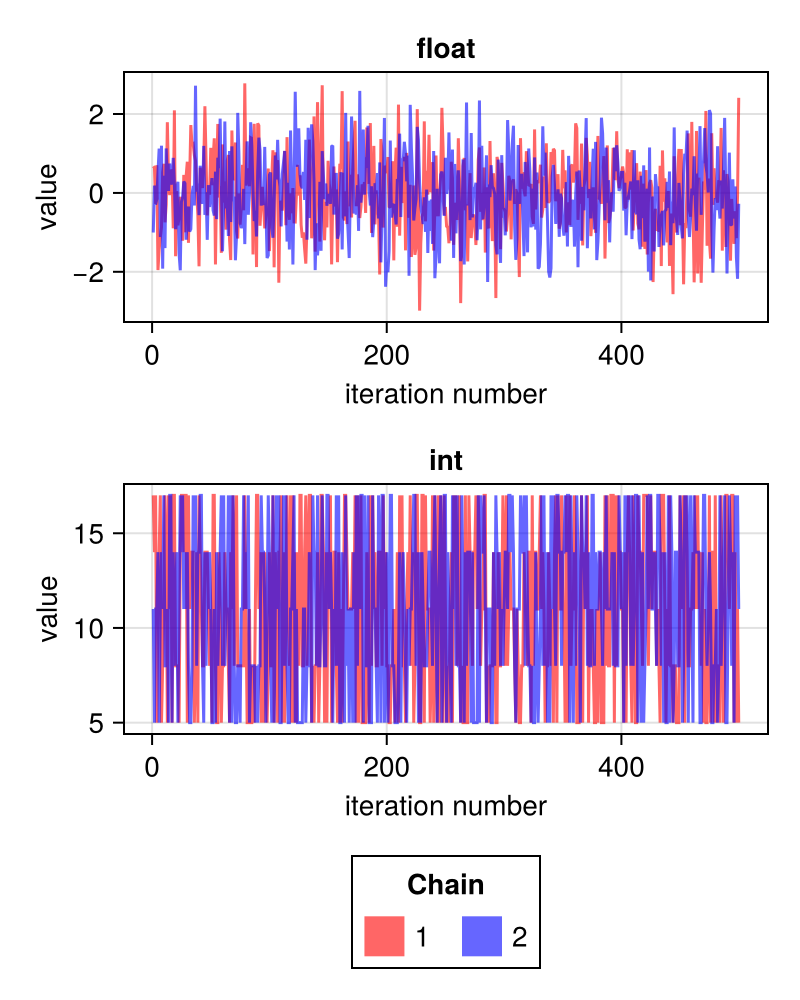 float
value
2
0
−2
0 200 400
iteration number
int
value
15
10
5
0 200 400
iteration number
Chain
1 2